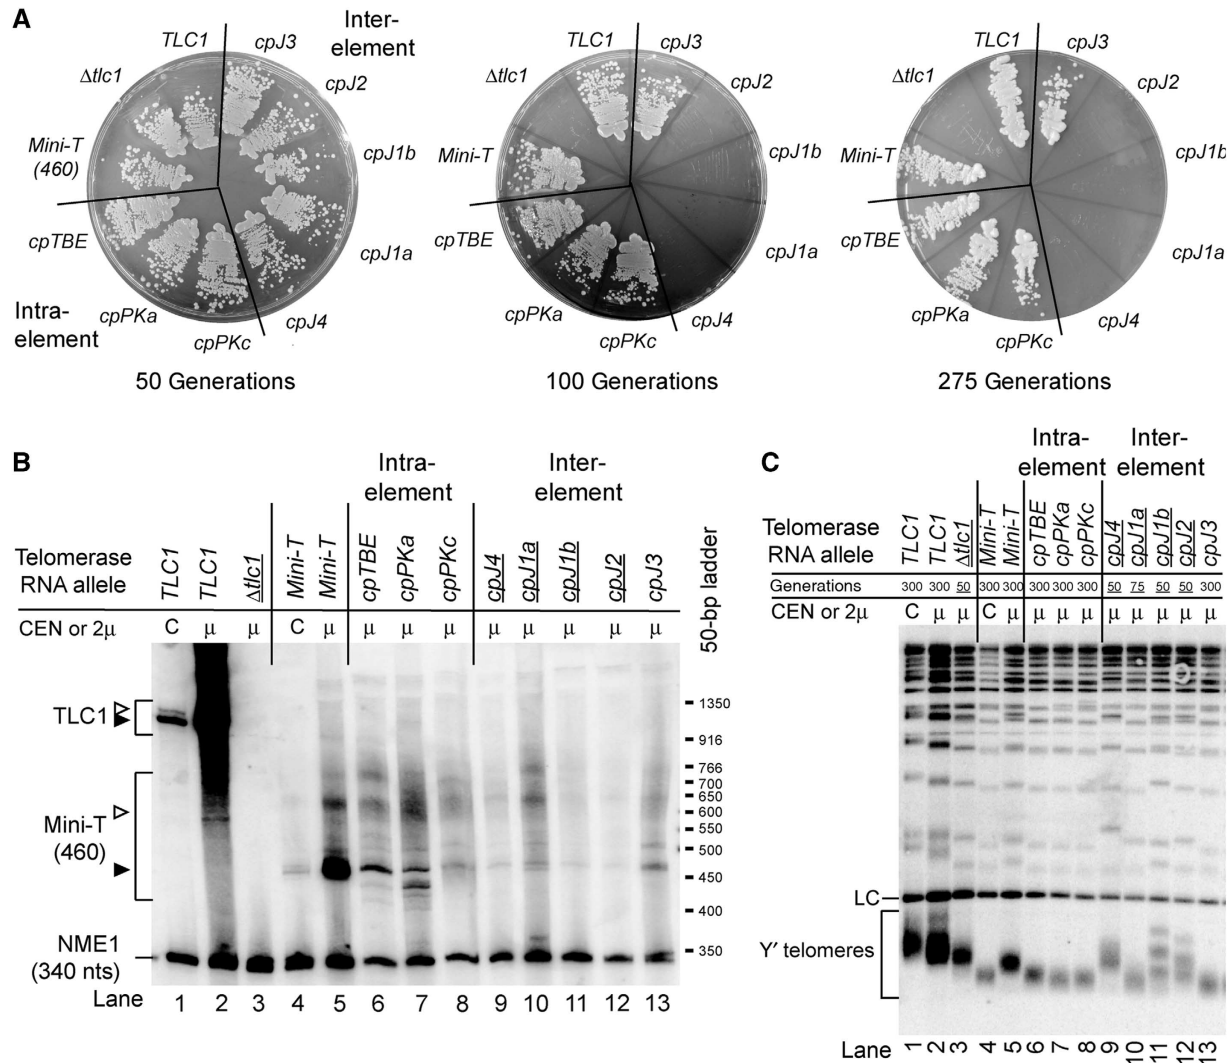 A
Inter-
element
TLC1
cpJ3
Δtlc1
cpJ2
Mini-T
(460)
cpJ1b
cpTBE
cpJ1a
Intra-
element
cpPKa
cpJ4
cpPKc
50 Generations
TLC1
cpJ3
Δtlc1
cpJ2
Mini-T
cpJ1b
cpTBE
cpJ1a
cpPKa
cpJ4
cpPKc
100 Generations
TLC1
cpJ3
Δtlc1
cpJ2
Mini-T
cpJ1b
cpTBE
cpJ1a
cpPKa
cpJ4
cpPKc
275 Generations
B
Intra-
element
Inter-
element
Telomerase
RNA allele
TLC1 TLC1 Δtlc1 Mini-T Mini-T cpTBE cpPKa cpPKc cpJ4 cpJ1a cpJ1b cpJ2 cpJ3 50-bp ladder
CEN or 2μ C μ μ C μ μ μ μ μ μ μ μ μ
TLC1
Mini-T
(460)
NME1
(340 nts)
1350
916
766
700
650
600
550
500
450
400
350
Lane 1 2 3 4 5 6 7 8 9 10 11 12 13
C
Intra-
element
Inter-
element
Telomerase
RNA allele
TLC1 TLC1 Δtlc1 Mini-T Mini-T cpTBE cpPKa cpPKc cpJ4 cpJ1a cpJ1b cpJ2 cpJ3
Generations 300 300 50 300 300 300 300 300 50 75 50 50 300
CEN or 2μ C μ μ C μ μ μ μ μ μ μ μ μ
LC
Y′ telomeres
Lane 1 2 3 4 5 6 7 8 9 10 11 12 13